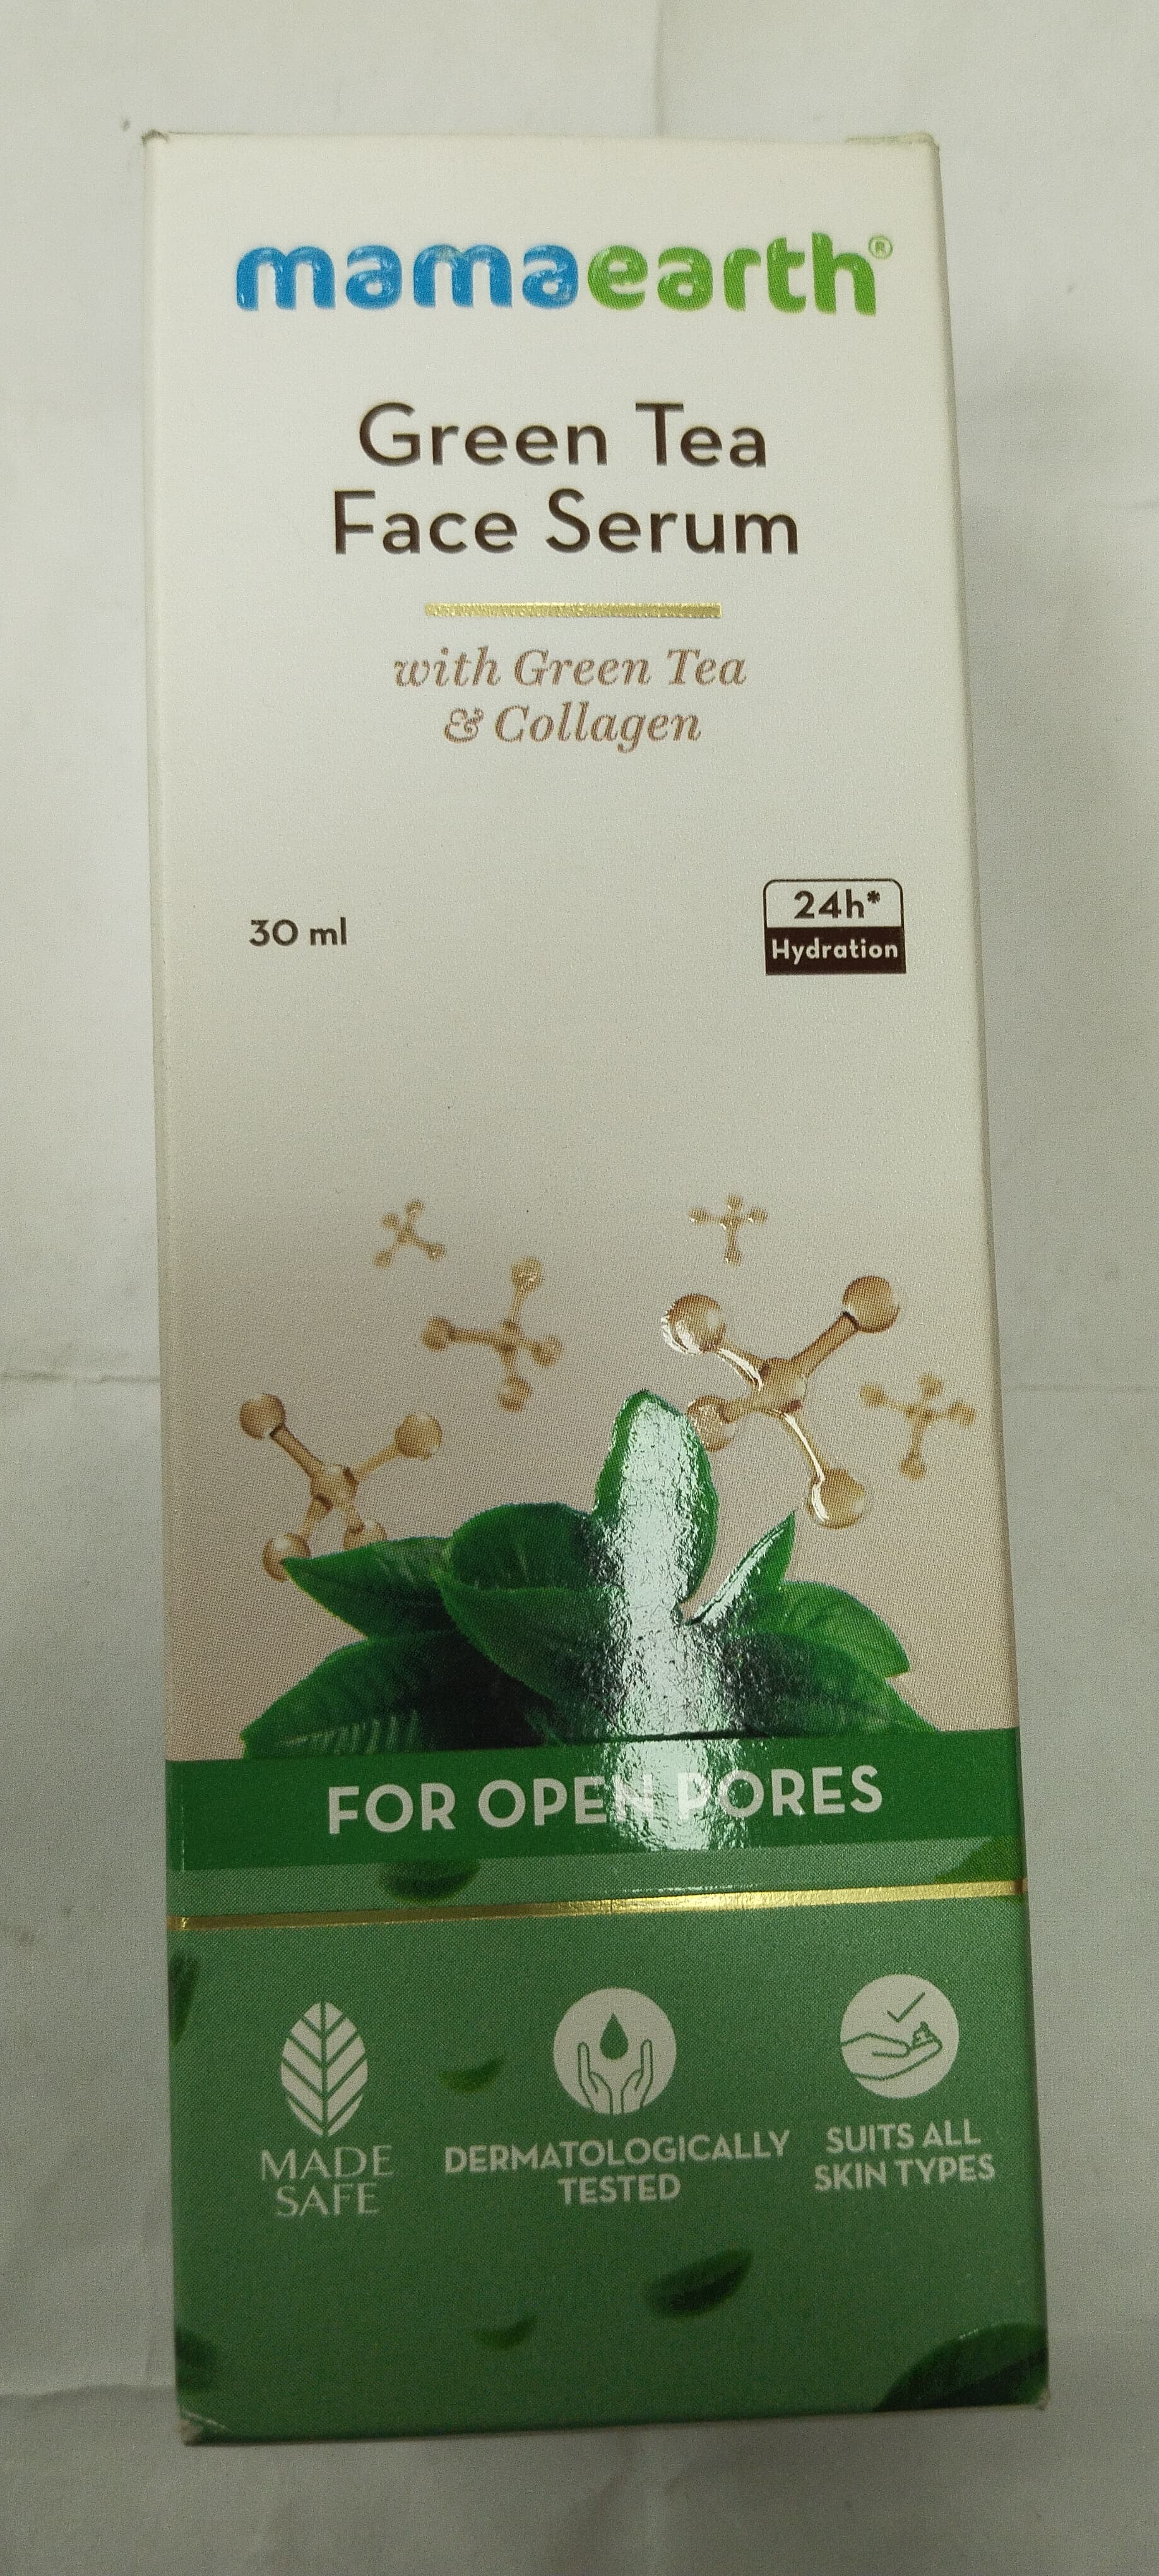 mamaearth®
Green Tea
Face Serum
with Green Tea
& Collagen
30 ml
24h*
Hydration
FOR OPEN PORES
MADE
SAFE
DERMATOLOGICALLY
TESTED
SUITS ALL
SKIN TYPES